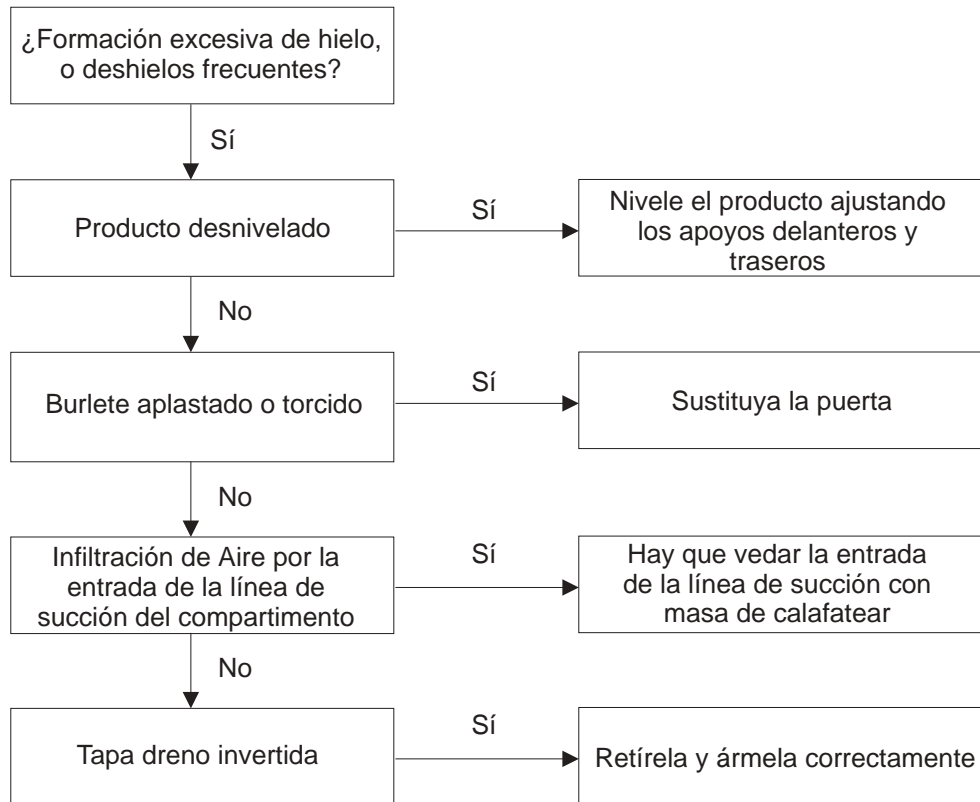 ¿Formación excesiva de hielo,
o deshielos frecuentes?
Sí
Producto desnivelado
Sí
Nivele el producto ajustando
los apoyos delanteros y
traseros
No
Burlete aplastado o torcido
Sí
Sustituya la puerta
No
Infiltración de Aire por la
entrada de la línea de
succión del compartimento
Sí
Hay que vedar la entrada
de la línea de succión con
masa de calafatear
No
Tapa dreno invertida
Sí
Retírela y ármela correctamente